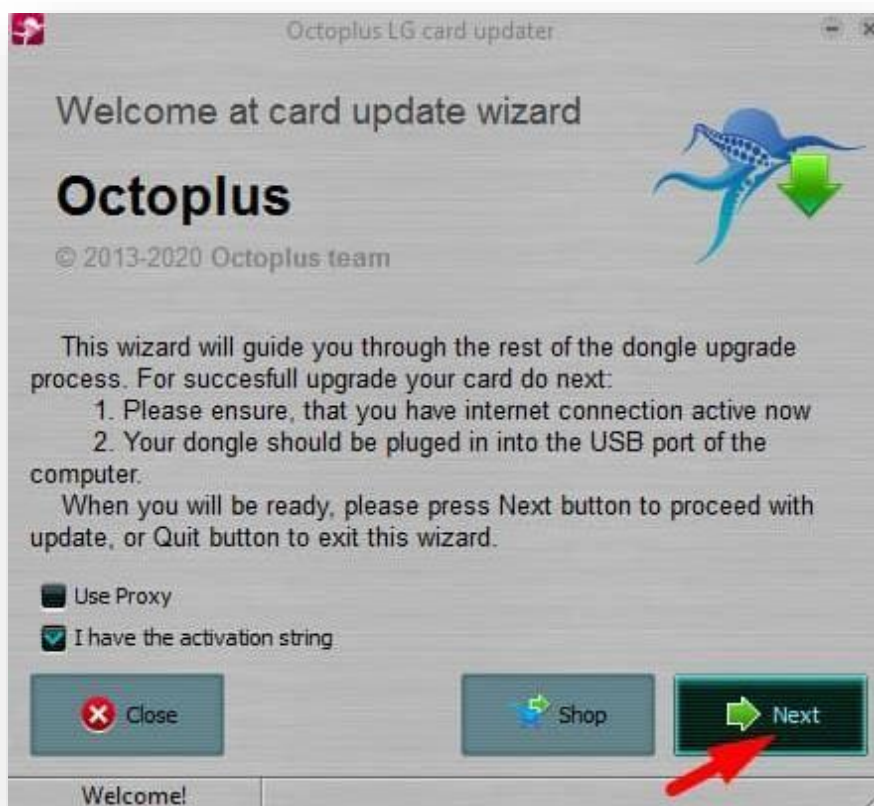 Octoplus LG card updater
Welcome at card update wizard
Octoplus
© 2013-2020 Octoplus team
This wizard will guide you through the rest of the dongle upgrade
process. For succesfull upgrade your card do next:
1. Please ensure, that you have internet connection active now
2. Your dongle should be pluged in into the USB port of the
computer.
When you will be ready, please press Next button to proceed with
update, or Quit button to exit this wizard.
Use Proxy
I have the activation string
Close
Shop
Next
Welcome!